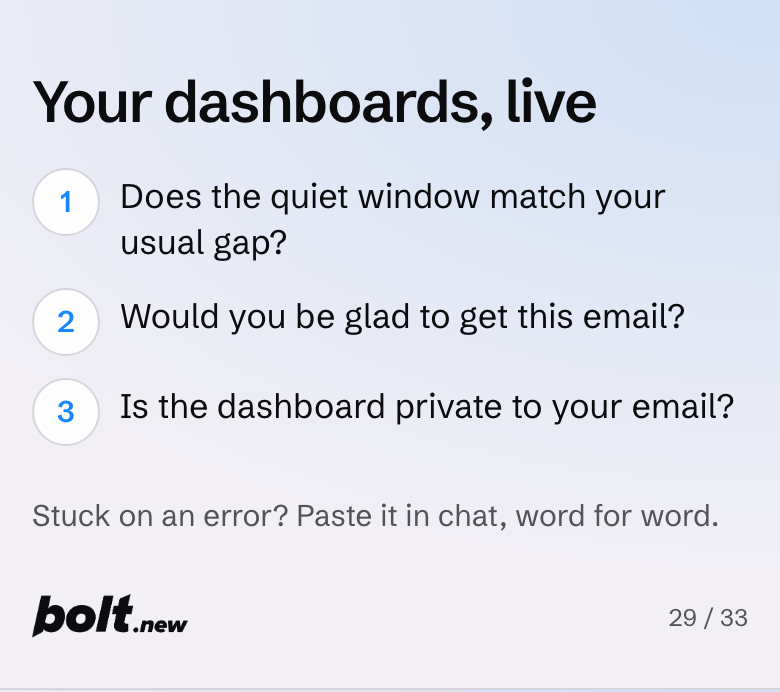 Your dashboards, live
1
Does the quiet window match your
usual gap?
2
Would you be glad to get this email?
3
Is the dashboard private to your email?
Stuck on an error? Paste it in chat, word for word.
bolt.new
29 / 33